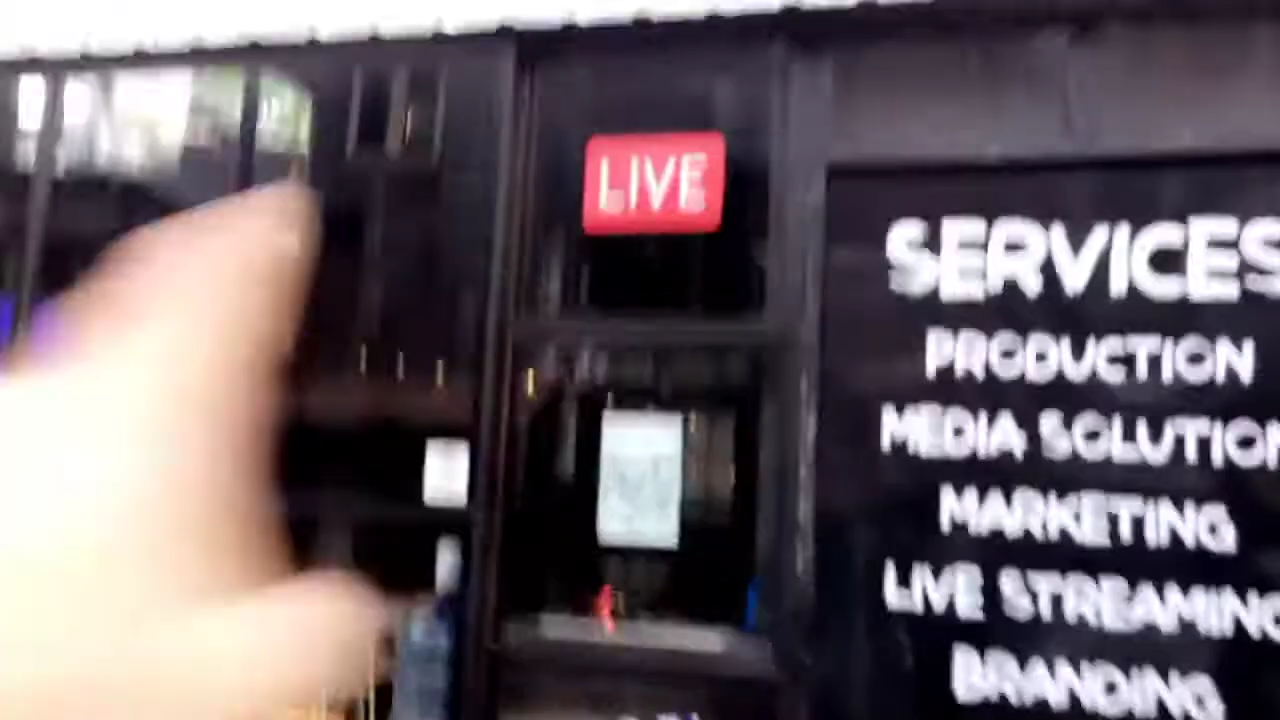 LIVE
SERVICES
PRODUCTION
MEDIA SOLUTION
MARKETING
LIVE STREAMING
BRANDING